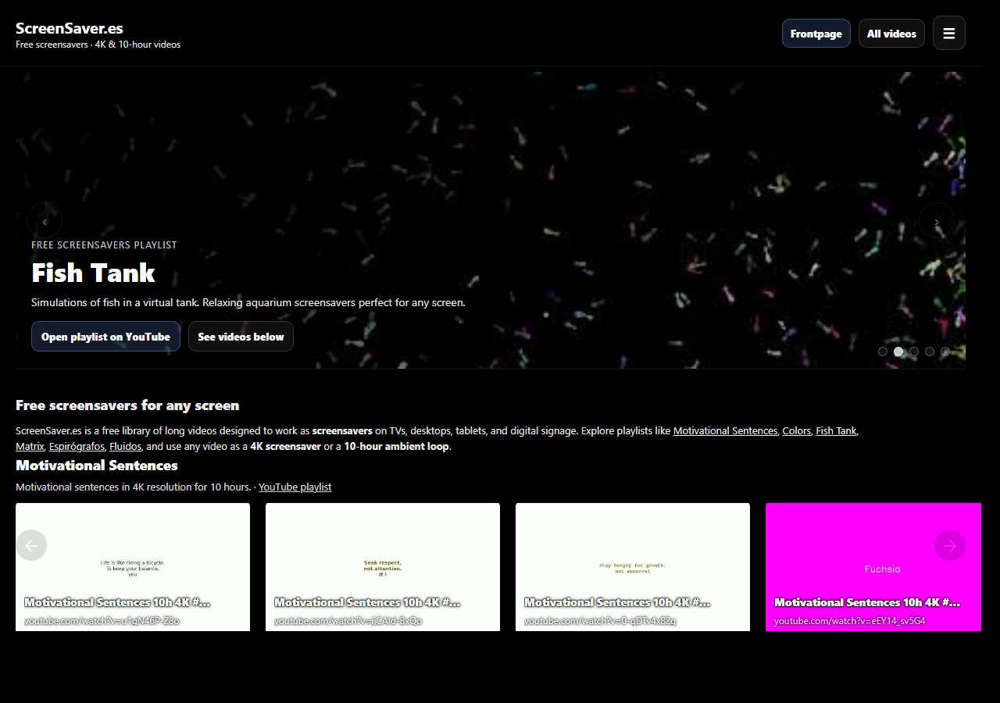 ScreenSaver.es
Free screensavers · 4K & 10-hour videos
Frontpage
All videos
☰
‹
›
FREE SCREENSAVERS PLAYLIST
Fish Tank
Simulations of fish in a virtual tank. Relaxing aquarium screensavers perfect for any screen.
Open playlist on YouTube
See videos below
Free screensavers for any screen
ScreenSaver.es is a free library of long videos designed to work as screensavers on TVs, desktops, tablets, and digital signage. Explore playlists like Motivational Sentences, Colors, Fish Tank,
Matrix, Espirógrafos, Fluidos, and use any video as a 4K screensaver or a 10-hour ambient loop.
Motivational Sentences
Motivational sentences in 4K resolution for 10 hours. · YouTube playlist
Life is like riding a bicycle.
To keep your balance,
you
Motivational Sentences 10h 4K #...
youtube.com/watch?v=u1gN46P-Z8o
Seek respect,
not attention.
It l
Motivational Sentences 10h 4K #...
youtube.com/watch?v=ijCAId-BxQo
Stay hungry for growth,
not approval
Motivational Sentences 10h 4K #...
youtube.com/watch?v=0-qDTv4x82g
Fuchsia
Motivational Sentences 10h 4K #...
youtube.com/watch?v=eEY14_sv5G4